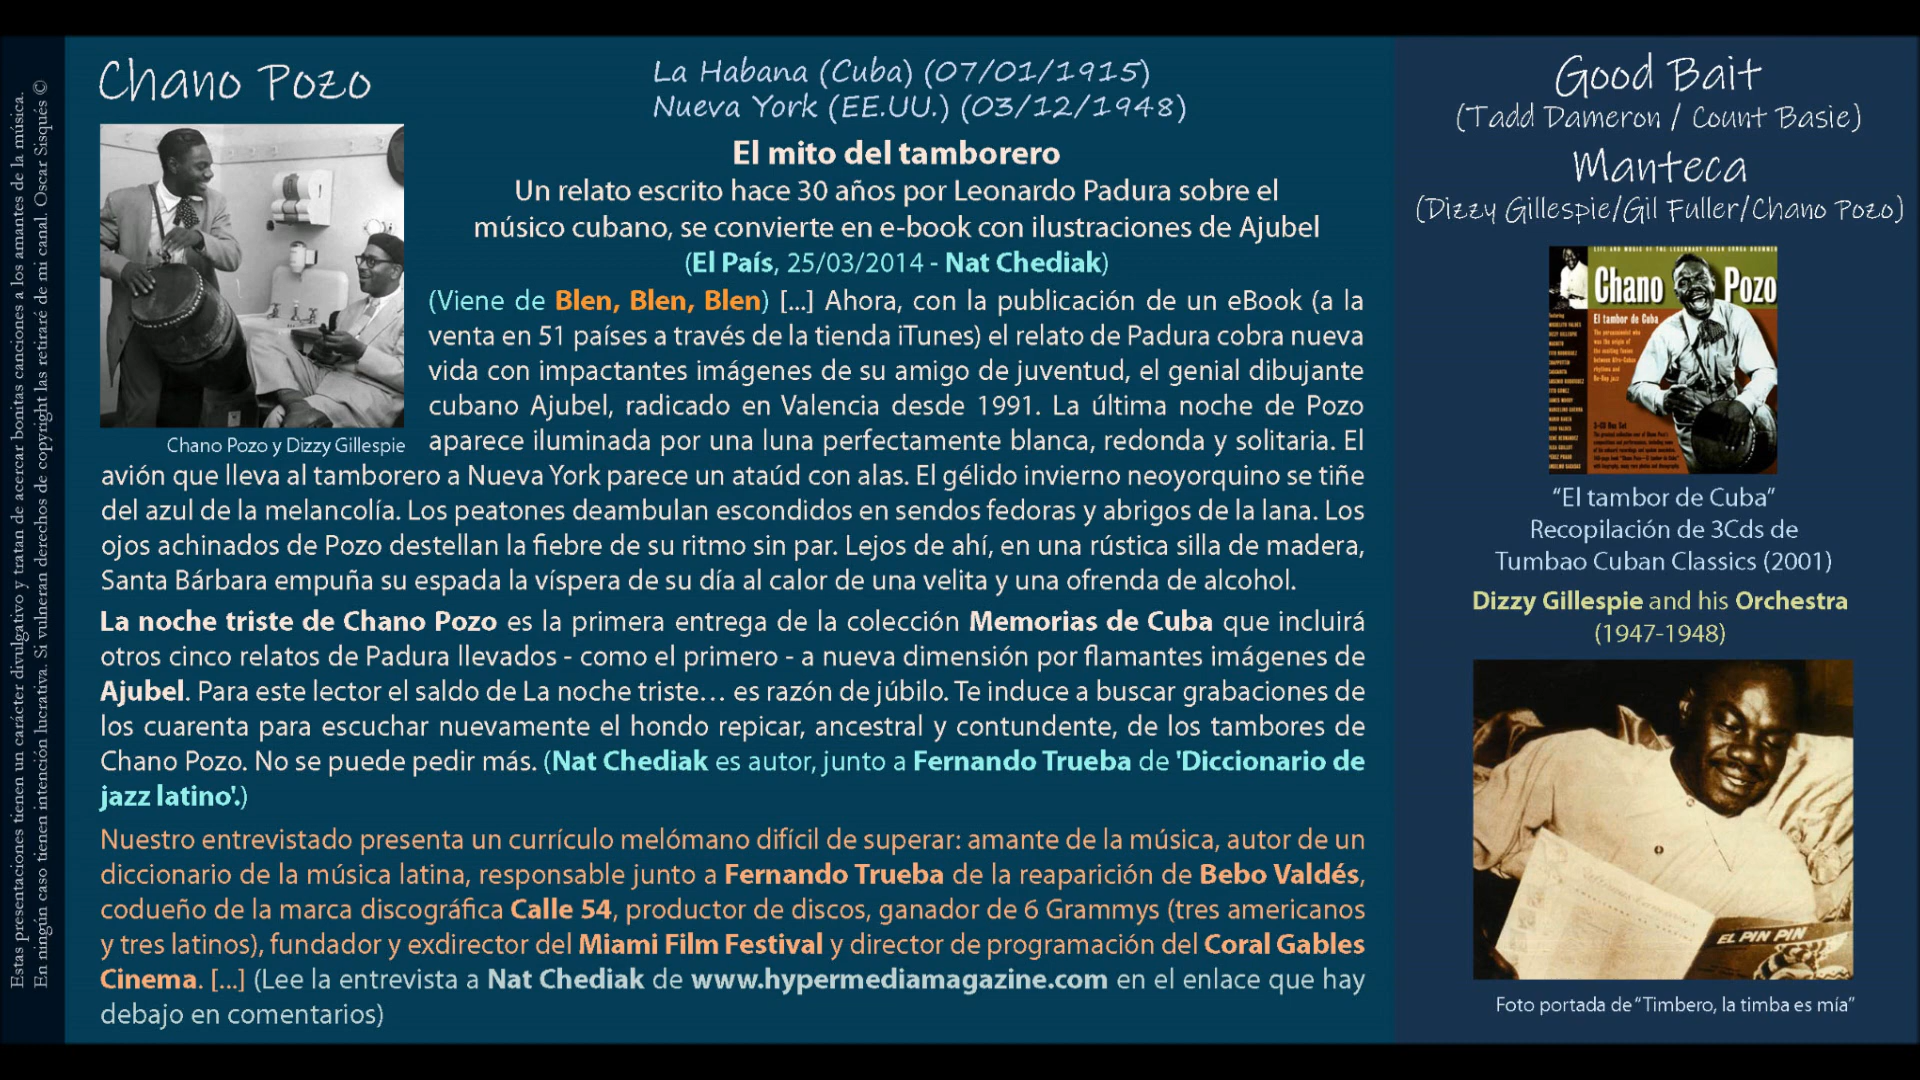 Estas presentaciones tienen un carácter divulgativo y tratan de acercar bonitas canciones a los amantes de la música.
En ningún caso tienen intención lucrativa. Si vulneran derechos de copyright las retiraré de mi canal. Oscar Sisqués ©
Chano Pozo
La Habana (Cuba) (07/01/1915)
Nueva York (EE.UU.) (03/12/1948)
El mito del tamborero
Un relato escrito hace 30 años por Leonardo Padura sobre el
músico cubano, se convierte en e-book con ilustraciones de Ajubel
(El País, 25/03/2014 - Nat Chediak)
(Viene de Blen, Blen, Blen) [...] Ahora, con la publicación de un eBook (a la
venta en 51 países a través de la tienda iTunes) el relato de Padura cobra nueva
vida con impactantes imágenes de su amigo de juventud, el genial dibujante
cubano Ajubel, radicado en Valencia desde 1991. La última noche de Pozo
Chano Pozo y Dizzy Gillespie
aparece iluminada por una luna perfectamente blanca, redonda y solitaria. El
avión que lleva al tamborero a Nueva York parece un ataúd con alas. El gélido invierno neoyorquino se tiñe
del azul de la melancolía. Los peatones deambulan escondidos en sendos fedoras y abrigos de la lana. Los
ojos achinados de Pozo destellan la fiebre de su ritmo sin par. Lejos de ahí, en una rústica silla de madera,
Santa Bárbara empuña su espada la víspera de su día al calor de una velita y una ofrenda de alcohol.
La noche triste de Chano Pozo es la primera entrega de la colección Memorias de Cuba que incluirá
otros cinco relatos de Padura llevados - como el primero - a nueva dimensión por flamantes imágenes de
Ajubel. Para este lector el saldo de La noche triste… es razón de júbilo. Te induce a buscar grabaciones de
los cuarenta para escuchar nuevamente el hondo repicar, ancestral y contundente, de los tambores de
Chano Pozo. No se puede pedir más. (Nat Chediak es autor, junto a Fernando Trueba de 'Diccionario de
jazz latino'.)
Nuestro entrevistado presenta un currículo melómano difícil de superar: amante de la música, autor de un
diccionario de la música latina, responsable junto a Fernando Trueba de la reaparición de Bebo Valdés,
codueño de la marca discográfica Calle 54, productor de discos, ganador de 6 Grammys (tres americanos
y tres latinos), fundador y exdirector del Miami Film Festival y director de programación del Coral Gables
Cinema. [...] (Lee la entrevista a Nat Chediak de www.hypermediamagazine.com en el enlace que hay
debajo en comentarios)
Good Bait
(Tadd Dameron / Count Basie)
Manteca
(Dizzy Gillespie/Gil Fuller/Chano Pozo)
LIFE AND MUSIC OF THE LEGENDARY CUBAN CONGA DRUMMER
Chano Pozo
El tambor de Cuba
3-CD Box Set
"El tambor de Cuba"
Recopilación de 3Cds de
Tumbao Cuban Classics (2001)
Dizzy Gillespie and his Orchestra
(1947-1948)
EL PIN PIN
Foto portada de "Timbero, la timba es mía"